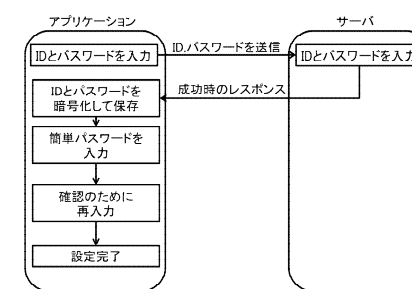 アプリケーション
サーバ
IDとパスワードを入力
ID.パスワードを送信
IDとパスワードを入力
IDとパスワードを
暗号化して保存
成功時のレスポンス
簡単パスワードを
入力
確認のために
再入力
設定完了